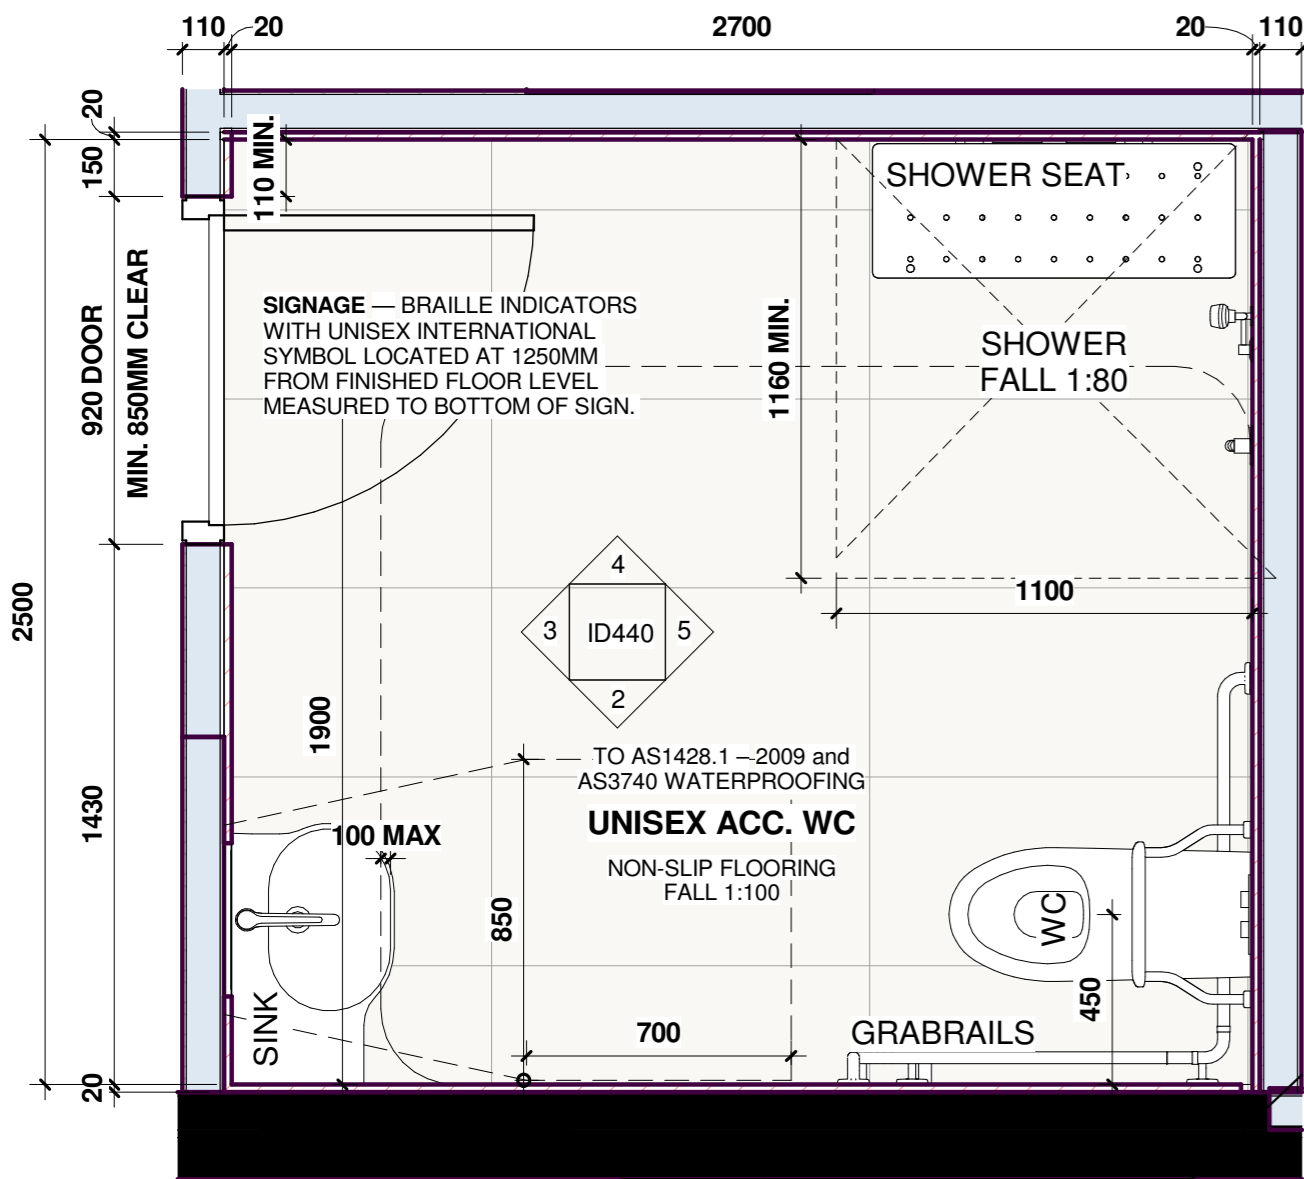 110
20
2700
20
110
20
150
110 MIN.
SHOWER SEAT
920 DOOR
MIN. 850MM CLEAR
SIGNAGE — BRAILLE INDICATORS
WITH UNISEX INTERNATIONAL
SYMBOL LOCATED AT 1250MM
FROM FINISHED FLOOR LEVEL
MEASURED TO BOTTOM OF SIGN.
1160 MIN.
SHOWER
FALL 1:80
1100
2500
4
3
ID440
5
2
1900
TO AS1428.1 – 2009 and
AS3740 WATERPROOFING
UNISEX ACC. WC
NON-SLIP FLOORING
FALL 1:100
1430
100 MAX
850
WC
450
SINK
700
GRABRAILS
20